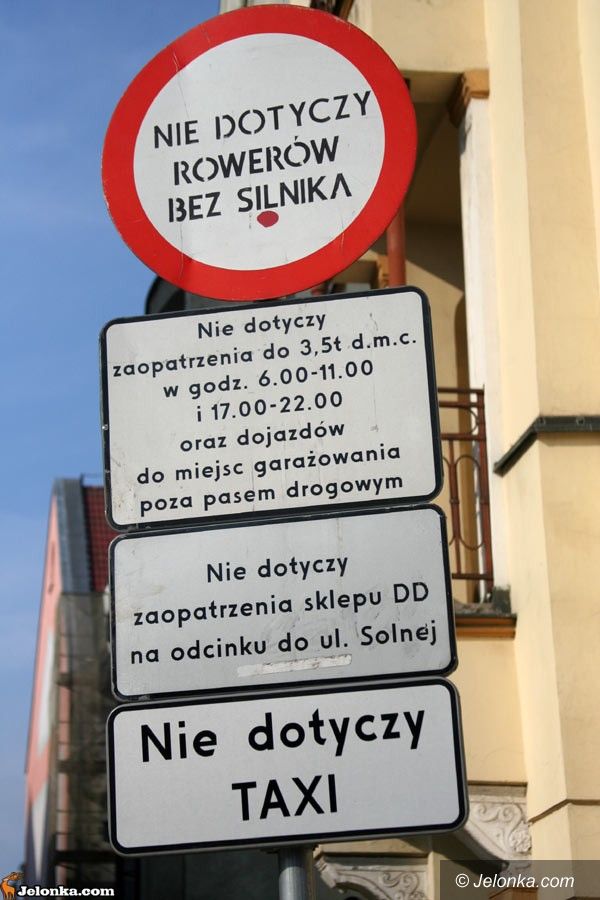 NIE DOTYCZY
ROWERÓW
BEZ SILNIKA
Nie dotyczy
zaopatrzenia do 3,5t d.m.c.
w godz. 6.00-11.00
i 17.00-22.00
oraz dojazdów
do miejsc garażowania
poza pasem drogowym
Nie dotyczy
zaopatrzenia sklepu DD
na odcinku do ul. Solnej
Nie dotyczy
TAXI
Jelonka.com
© Jelonka.com